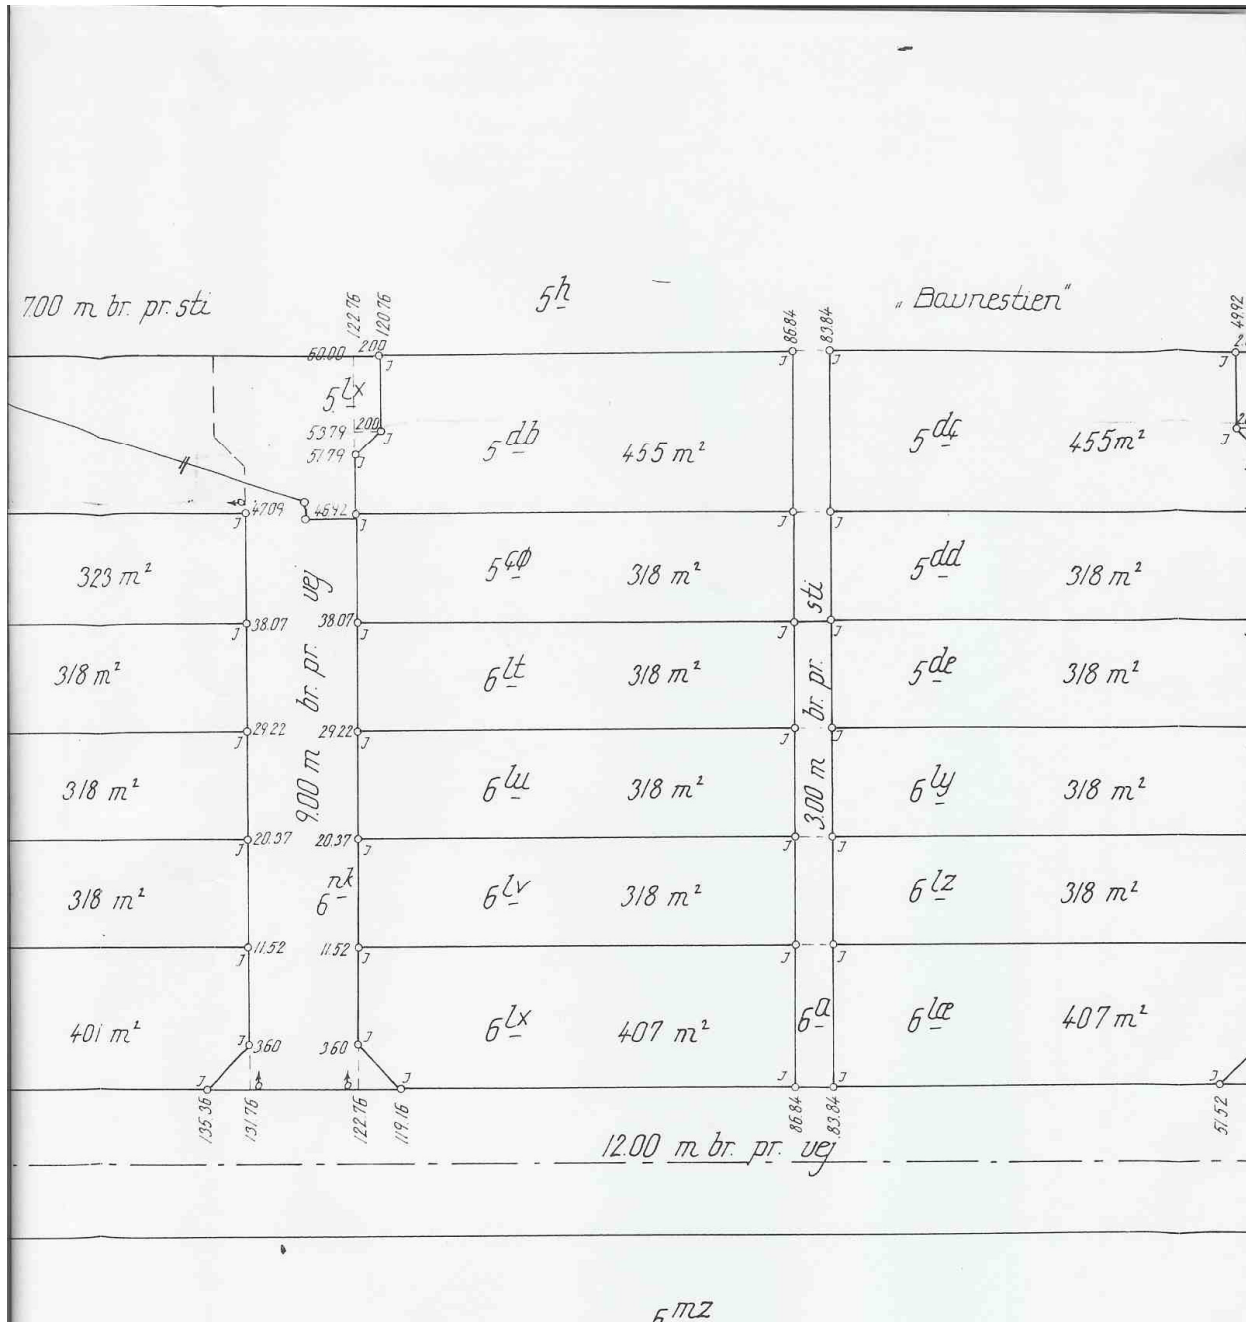 7.00 m br. pr. sti
5h
„Baunestien"
122.76
120.76
86.84
83.84
49.92
60.00
2.00
5lx
53.79
2.00
51.79
5db
455 m²
455 m²
47.09
46.92
323 m²
318 m²
5dd
318 m²
38.07
38.07
318 m²
6lt
318 m²
5de
318 m²
29.22
29.22
318 m²
6lu
318 m²
6ly
318 m²
9.00 m br. pr. vej
3.00 m br. pr. sti
20.37
20.37
318 m²
6nk
6lv
318 m²
6lz
318 m²
11.52
11.52
401 m²
6lx
407 m²
6a
6læ
407 m²
3.60
3.60
135.36
131.76
122.76
119.16
86.84
83.84
51.52
12.00 m br. pr. vej
6mz